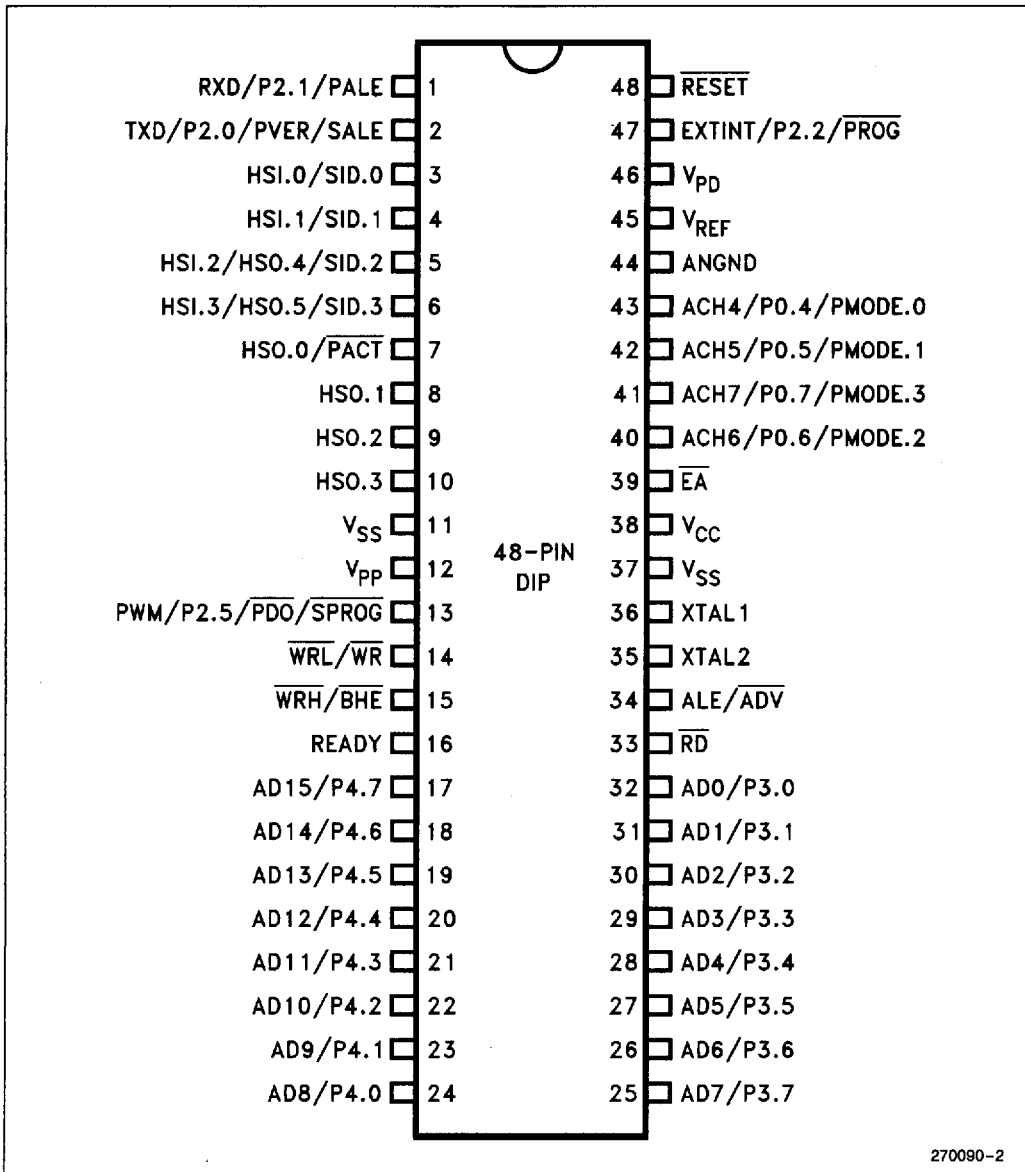 RXD/P2.1/PALE 1 48 RESET
TXD/P2.0/PVER/SALE 2 47 EXTINT/P2.2/PROG
HSI.0/SID.0 3 46 VPD
HSI.1/SID.1 4 45 VREF
HSI.2/HSO.4/SID.2 5 44 ANGND
HSI.3/HSO.5/SID.3 6 43 ACH4/P0.4/PMODE.0
HSO.0/PACT 7 42 ACH5/P0.5/PMODE.1
HSO.1 8 41 ACH7/P0.7/PMODE.3
HSO.2 9 40 ACH6/P0.6/PMODE.2
HSO.3 10 39 EA
VSS 11 38 VCC
48-PIN
DIP
VPP 12 37 VSS
PWM/P2.5/PDO/SPROG 13 36 XTAL1
WRL/WR 14 35 XTAL2
WRH/BHE 15 34 ALE/ADV
READY 16 33 RD
AD15/P4.7 17 32 AD0/P3.0
AD14/P4.6 18 31 AD1/P3.1
AD13/P4.5 19 30 AD2/P3.2
AD12/P4.4 20 29 AD3/P3.3
AD11/P4.3 21 28 AD4/P3.4
AD10/P4.2 22 27 AD5/P3.5
AD9/P4.1 23 26 AD6/P3.6
AD8/P4.0 24 25 AD7/P3.7
270090-2